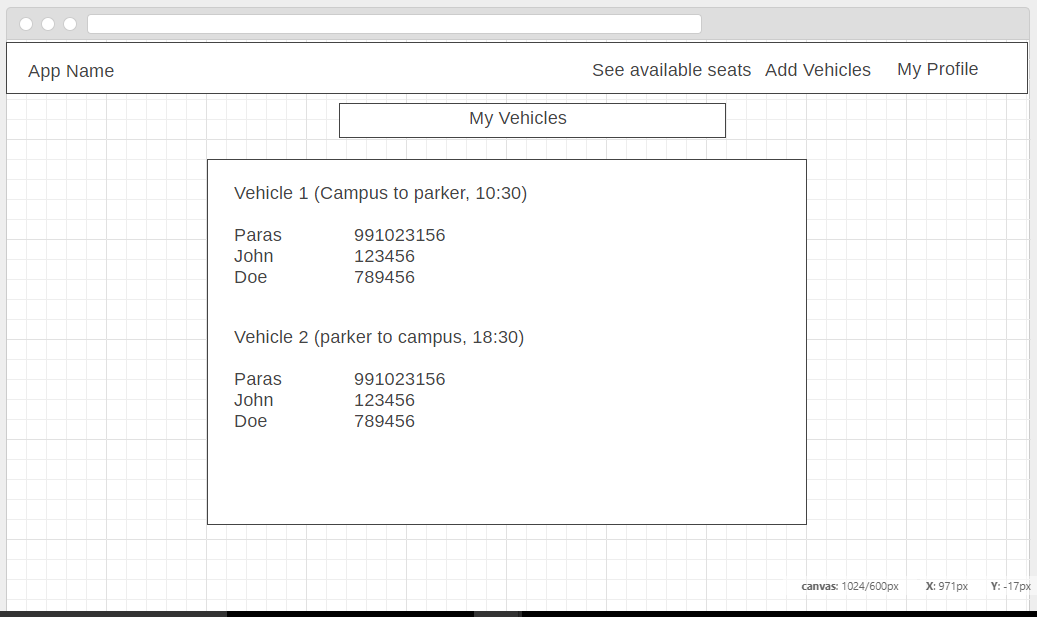 App Name
See available seats Add Vehicles My Profile
My Vehicles
Vehicle 1 (Campus to parker, 10:30)
Paras 991023156
John 123456
Doe 789456
Vehicle 2 (parker to campus, 18:30)
Paras 991023156
John 123456
Doe 789456
canvas: 1024/600px X: 971px Y: -17px